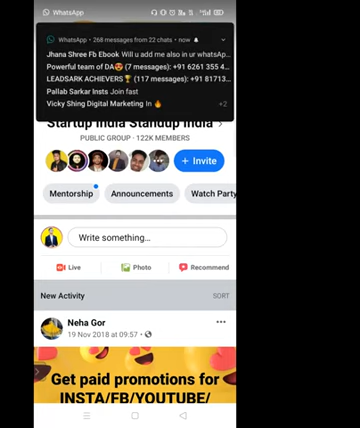 WhatsApp
WhatsApp • 268 messages from 22 chats • now
Jhana Shree Fb Ebook Will u add me also in ur whatsAp...
Powerful team of DA😍 (7 messages): +91 6261 355 4...
LEADSARK ACHIEVERS🏆 (117 messages): +91 81713...
Pallab Sarkar Insts Join fast
Vicky Shing Digital Marketing In 🔥 +2
Startup India Standup India >
PUBLIC GROUP · 122K MEMBERS
+ Invite
Mentorship Announcements Watch Party
Write something...
Live Photo Recommend
New Activity SORT
Neha Gor
19 Nov 2018 at 09:57 •
Get paid promotions for
INSTA/FB/YOUTUBE/